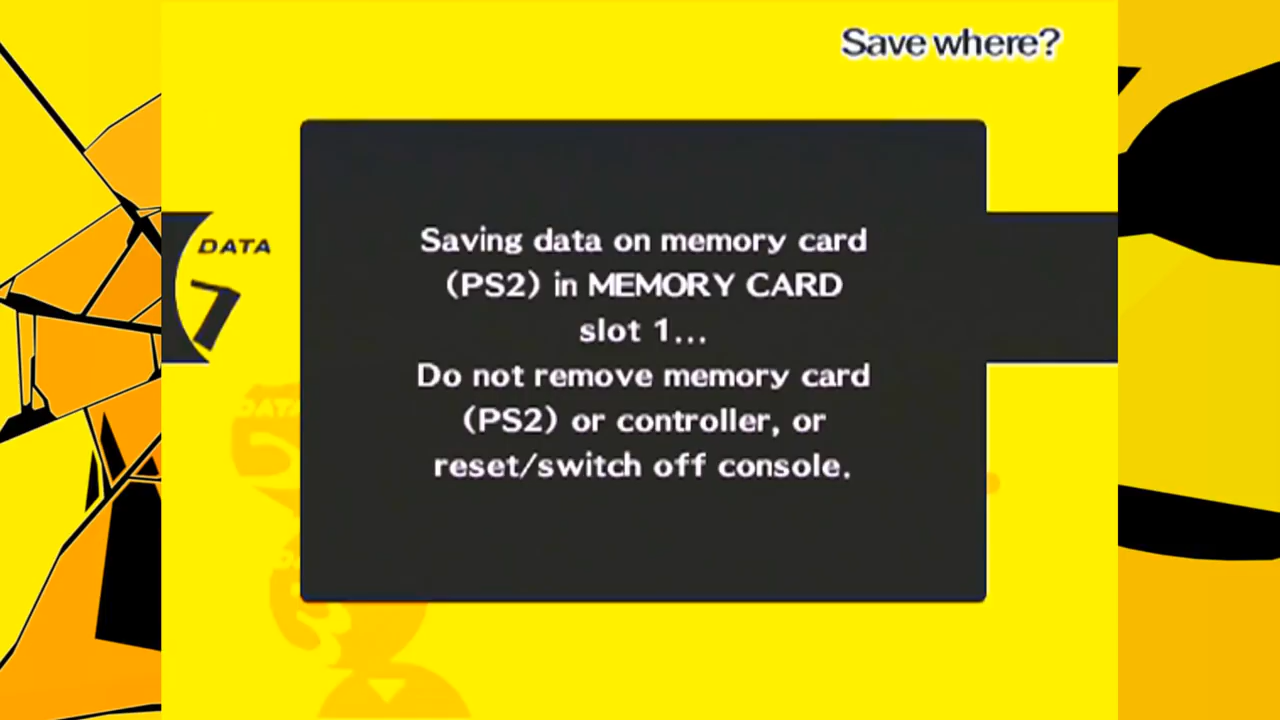 Save where?
DATA
7
Saving data on memory card
(PS2) in MEMORY CARD
slot 1...
Do not remove memory card
(PS2) or controller, or
reset/switch off console.
DATA